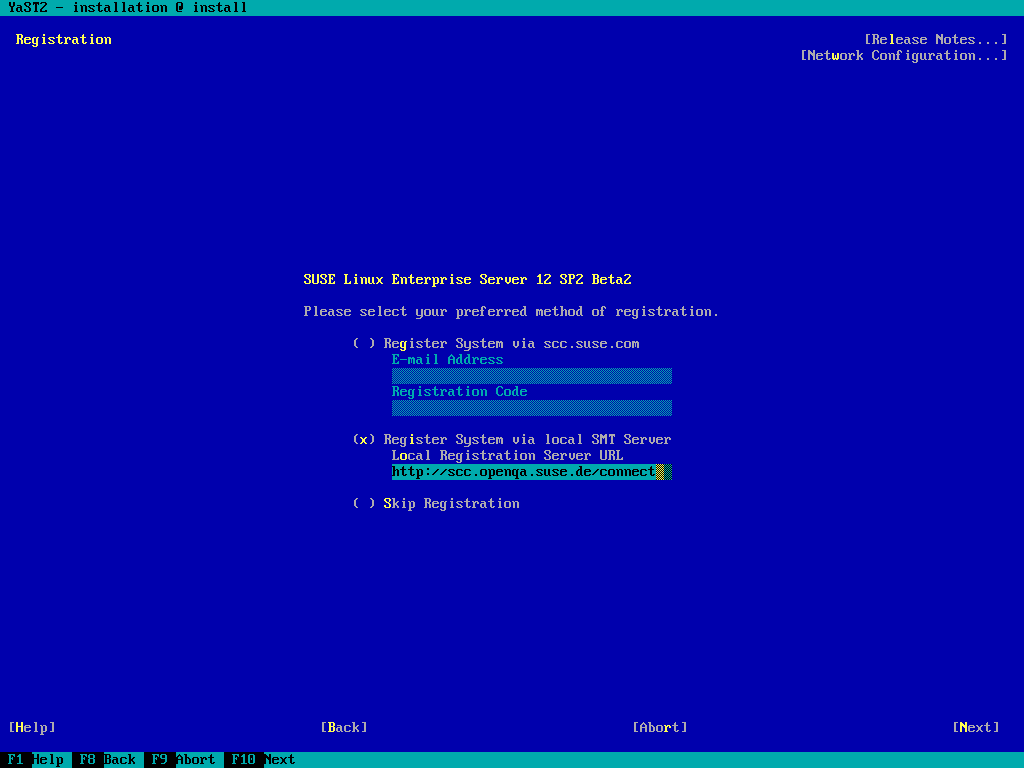 YaST2 - installation @ install
Registration
[Release Notes...]
[Network Configuration...]
SUSE Linux Enterprise Server 12 SP2 Beta2
Please select your preferred method of registration.
( ) Register System via scc.suse.com
E-mail Address
Registration Code
(x) Register System via local SMT Server
Local Registration Server URL
http://scc.openqa.suse.de/connect
( ) Skip Registration
[Help] [Back] [Abort] [Next]
F1 Help F8 Back F9 Abort F10 Next